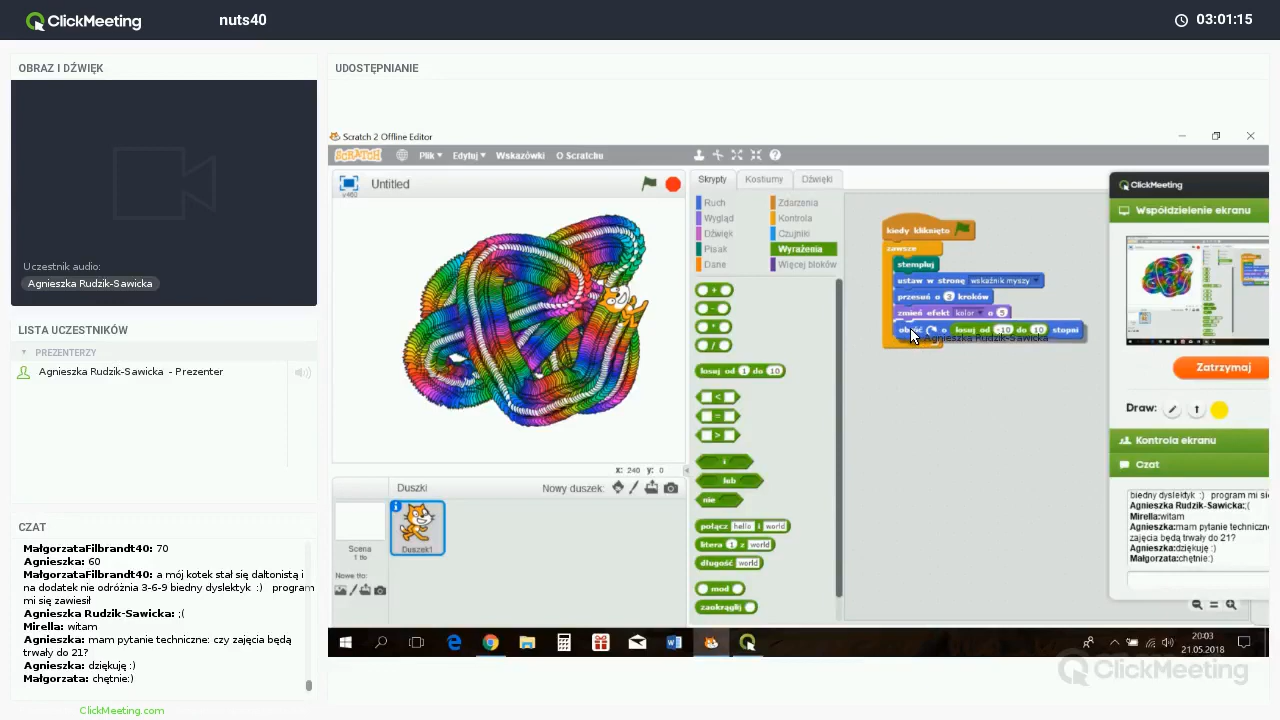 ClickMeeting
nuts40
03:01:15
OBRAZ I DŹWIĘK
Uczestnik audio:
Agnieszka Rudzik-Sawicka
LISTA UCZESTNIKÓW
PREZENTERZY
Agnieszka Rudzik-Sawicka - Prezenter
CZAT
MałgorzataFilbrandt40: 70
Agnieszka: 60
MałgorzataFilbrandt40: a mój kotek stał się daltonistą i
na dodatek nie odróżnia 3-6-9 biedny dyslektyk :) program
mi się zawiesił
Agnieszka Rudzik-Sawicka: ;(
Mirella: witam
Agnieszka: mam pytanie techniczne: czy zajęcia będą
trwały do 21?
Agnieszka: dziękuję :)
Małgorzata: chętnie:)
ClickMeeting.com
UDOSTĘPNIANIE
Scratch 2 Offline Editor
SCRATCH
Plik
Edytuj
Wskazówki
O Scratchu
v460
Untitled
x: 240 y: 0
Duszki
Nowy duszek:
Scena
1 tło
Nowe tło:
Duszek1
Skrypty
Kostiumy
Dźwięki
Ruch
Zdarzenia
Wygląd
Kontrola
Dźwięk
Czujniki
Pisak
Wyrażenia
Dane
Więcej bloków
+
-
*
/
losuj od 1 do 10
<
=
>
i
lub
nie
połącz hello i world
litera 1 z world
długość world
mod
zaokrąglij
kiedy kliknięto
zawsze
stempluj
ustaw w stronę wskaźnik myszy
przesuń o 3 kroków
zmień efekt kolor o 5
obróć o losuj od -10 do 10 stopni
Agnieszka Rudzik-Sawicka
ClickMeeting
Współdzielenie ekranu
Zatrzymaj
Draw:
Kontrola ekranu
Czat
biedny dyslektyk :) program mi się
Agnieszka Rudzik-Sawicka:;(
Mirella:witam
Agnieszka:mam pytanie techniczne
zajęcia będą trwały do 21?
Agnieszka:dziękuję :)
Małgorzata:chętnie:)
20:03
21.05.2018
ClickMeeting